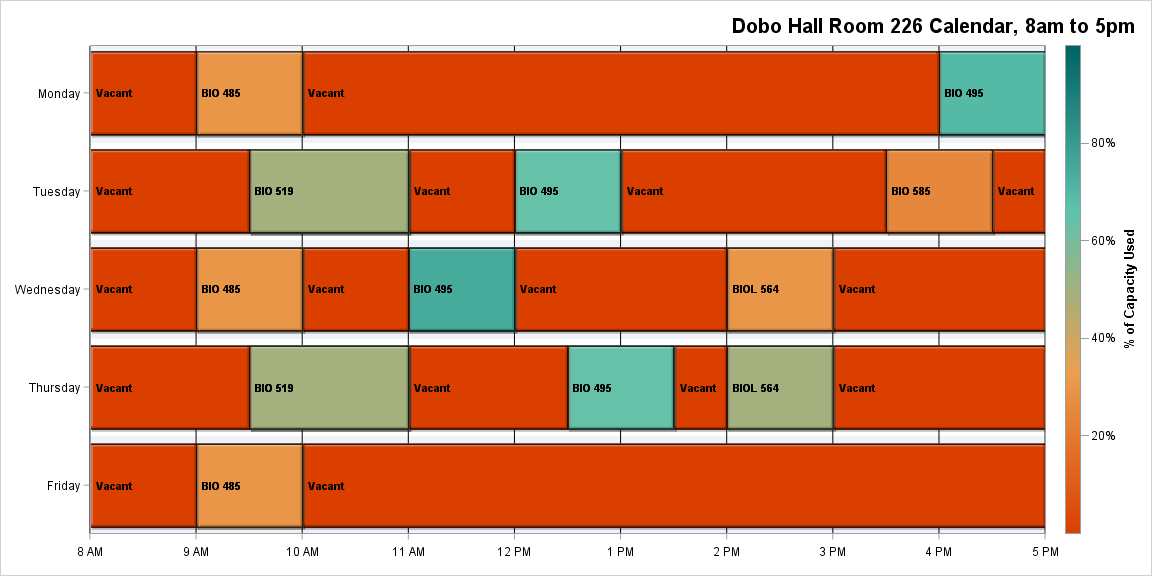 Dobo Hall Room 226 Calendar, 8am to 5pm
Monday
Vacant
BIO 485
Vacant
BIO 495
Tuesday
Vacant
BIO 519
Vacant
BIO 495
Vacant
BIO 585
Vacant
Wednesday
Vacant
BIO 485
Vacant
BIO 495
Vacant
BIOL 564
Vacant
Thursday
Vacant
BIO 519
Vacant
BIO 495
Vacant
BIOL 564
Vacant
Friday
Vacant
BIO 485
Vacant
8 AM
9 AM
10 AM
11 AM
12 PM
1 PM
2 PM
3 PM
4 PM
5 PM
80%
60%
40%
20%
% of Capacity Used